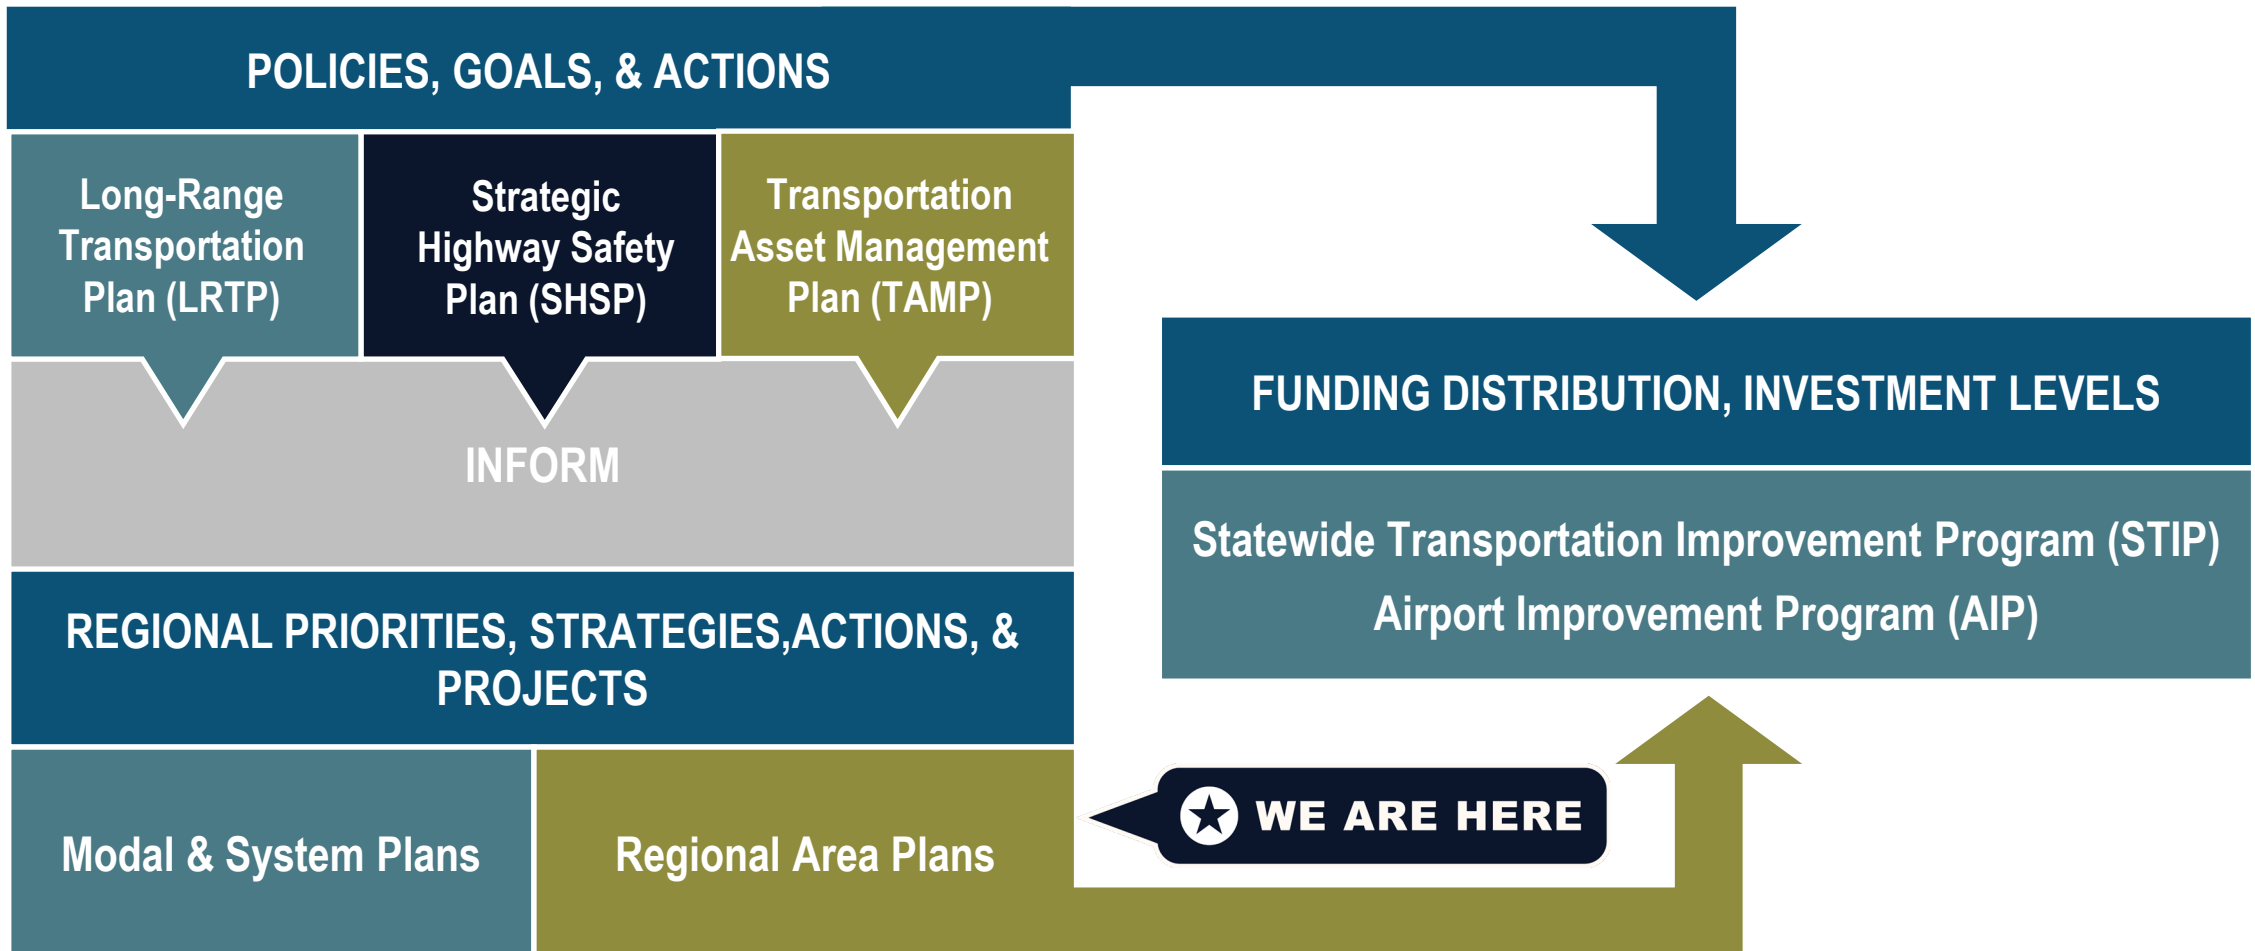 POLICIES, GOALS, & ACTIONS
Long-Range
Transportation
Plan (LRTP)
Strategic
Highway Safety
Plan (SHSP)
Transportation
Asset Management
Plan (TAMP)
INFORM
REGIONAL PRIORITIES, STRATEGIES,ACTIONS, &
PROJECTS
Modal & System Plans
Regional Area Plans
WE ARE HERE
FUNDING DISTRIBUTION, INVESTMENT LEVELS
Statewide Transportation Improvement Program (STIP)
Airport Improvement Program (AIP)